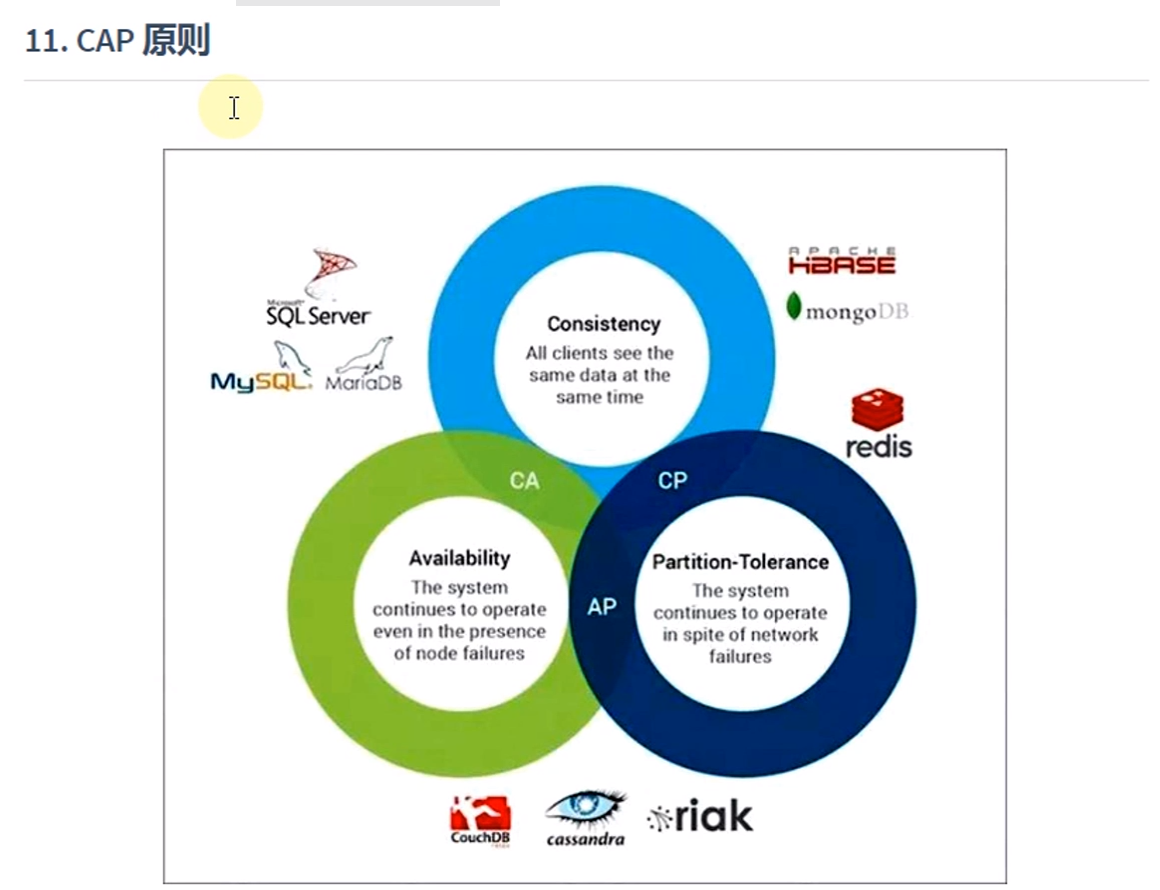 11. CAP 原则
APACHE
HBASE
mongoDB
Microsoft
SQL Server
MySQL
MariaDB
redis
Consistency
All clients see the
same data at the
same time
CA
CP
AP
Availability
The system
continues to operate
even in the presence
of node failures
Partition-Tolerance
The system
continues to operate
in spite of network
failures
CouchDB
cassandra
riak